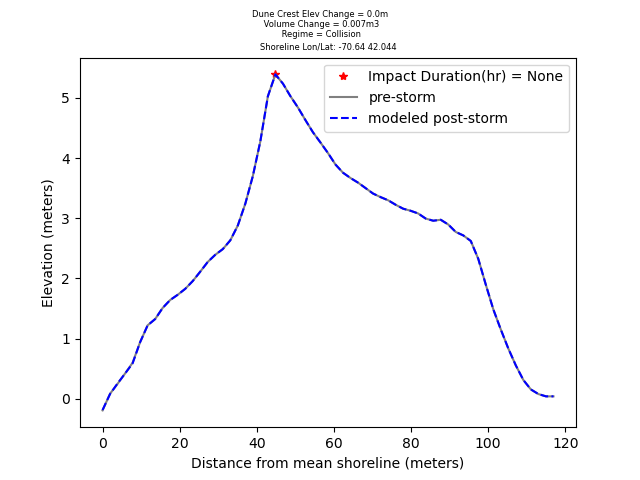 Dune Crest Elev Change = 0.0m
Volume Change = 0.007m3
Regime = Collision
Shoreline Lon/Lat: -70.64 42.044
Impact Duration(hr) = None
pre-storm
modeled post-storm
Elevation (meters)
5
4
3
2
1
0
0 20 40 60 80 100 120
Distance from mean shoreline (meters)